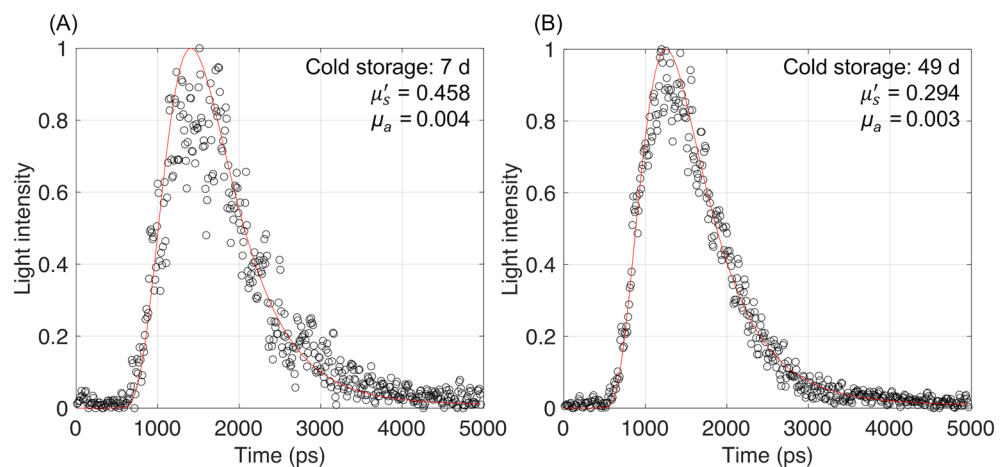 (A)
Cold storage: 7 d
μ′s = 0.458
μa = 0.004
1
0.8
0.6
0.4
0.2
0
Light intensity
0 1000 2000 3000 4000 5000
Time (ps)
(B)
Cold storage: 49 d
μ′s = 0.294
μa = 0.003
1
0.8
0.6
0.4
0.2
0
Light intensity
0 1000 2000 3000 4000 5000
Time (ps)